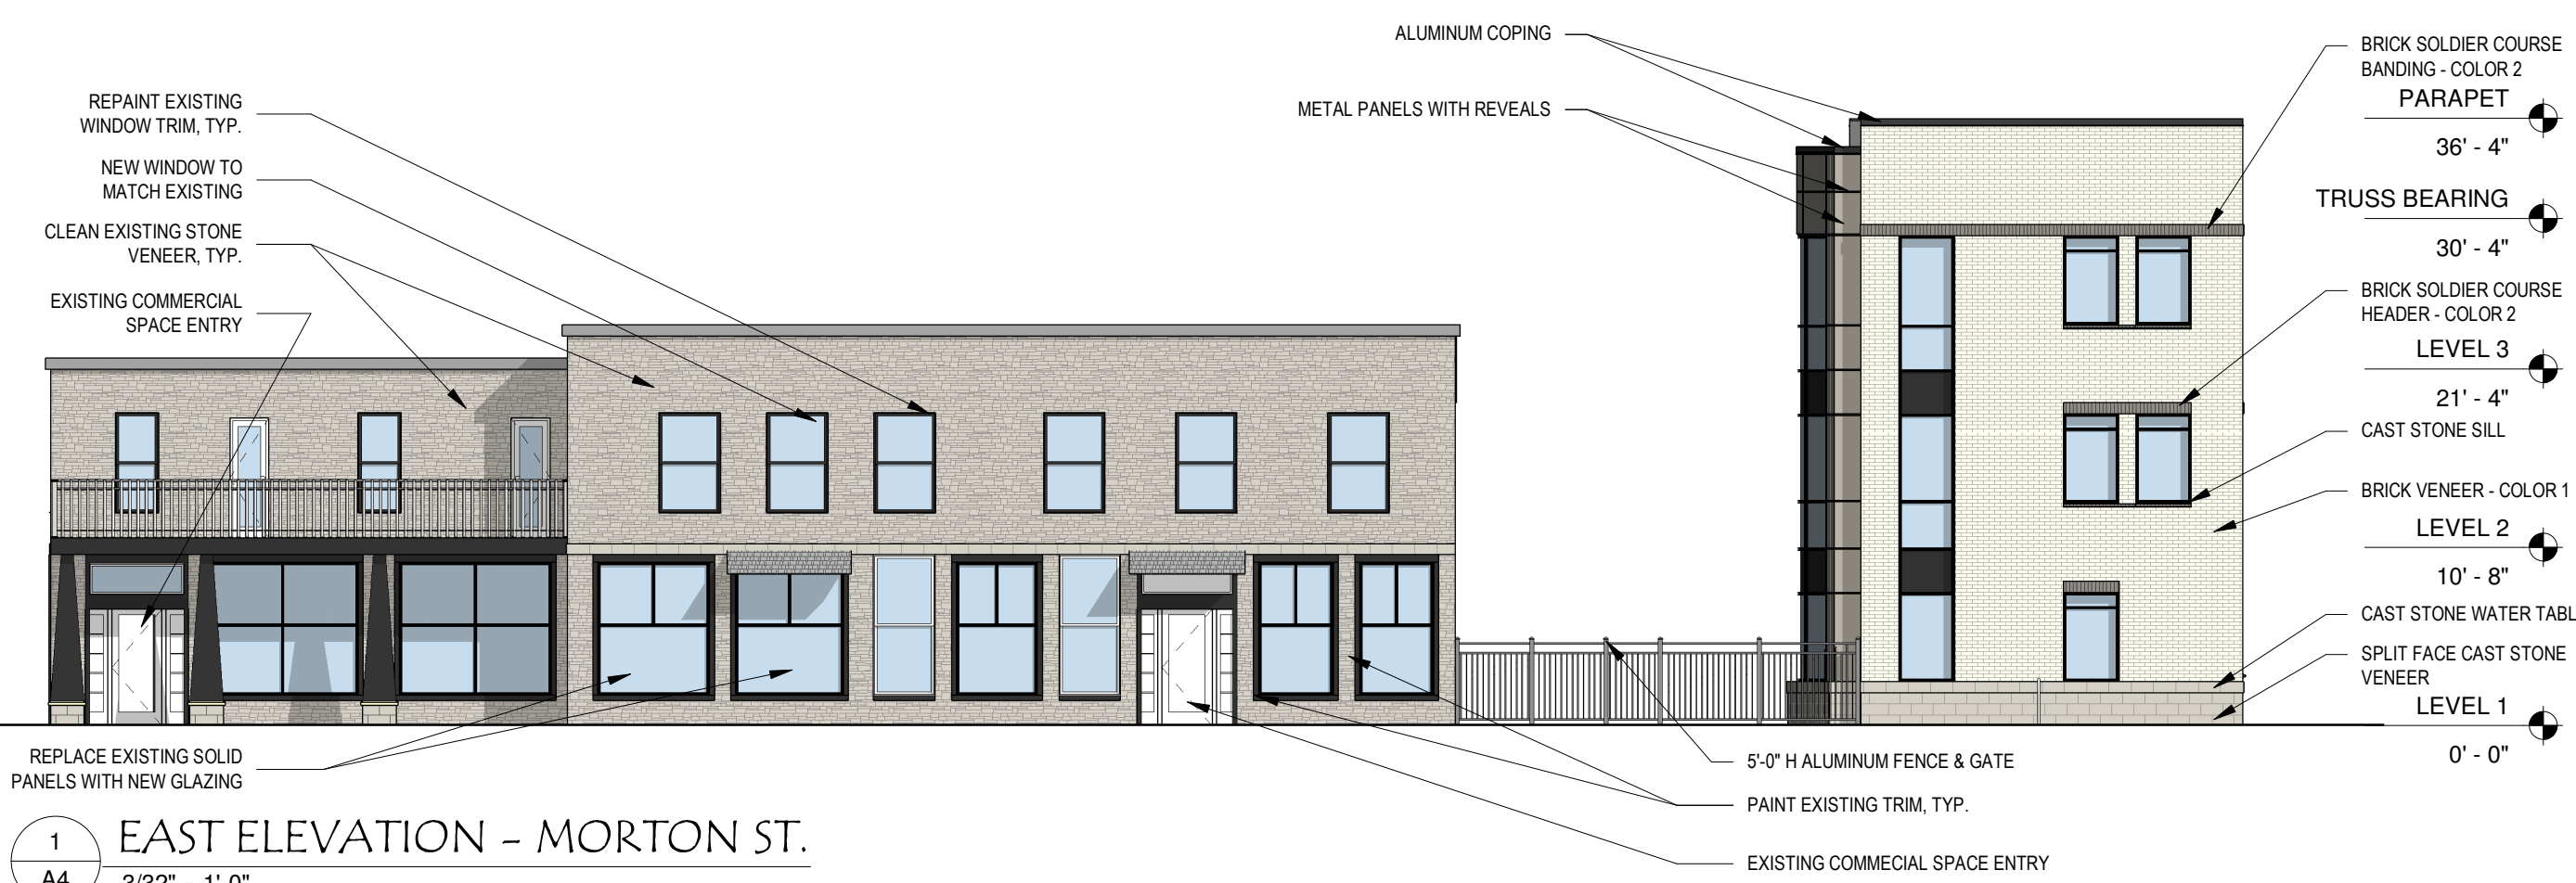 REPAINT EXISTING
WINDOW TRIM, TYP.
NEW WINDOW TO
MATCH EXISTING
CLEAN EXISTING STONE
VENEER, TYP.
EXISTING COMMERCIAL
SPACE ENTRY
REPLACE EXISTING SOLID
PANELS WITH NEW GLAZING
ALUMINUM COPING
METAL PANELS WITH REVEALS
BRICK SOLDIER COURSE
BANDING - COLOR 2
PARAPET
36' - 4"
TRUSS BEARING
30' - 4"
BRICK SOLDIER COURSE
HEADER - COLOR 2
LEVEL 3
21' - 4"
CAST STONE SILL
BRICK VENEER - COLOR 1
LEVEL 2
10' - 8"
CAST STONE WATER TABL
SPLIT FACE CAST STONE
VENEER
LEVEL 1
0' - 0"
5'-0" H ALUMINUM FENCE & GATE
PAINT EXISTING TRIM, TYP.
EXISTING COMMECIAL SPACE ENTRY
1
A4
EAST ELEVATION - MORTON ST.
3/32" = 1'-0"